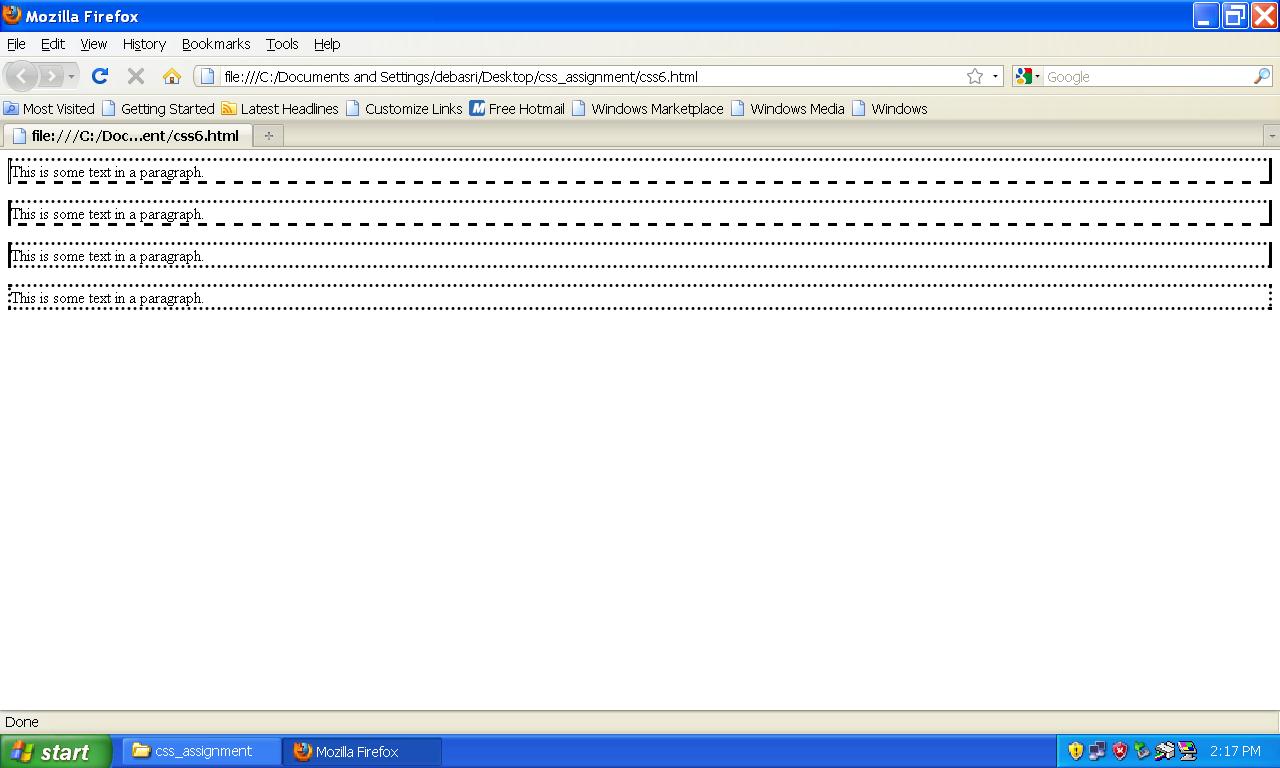 Mozilla Firefox
File Edit View History Bookmarks Tools Help
file:///C:/Documents and Settings/debasri/Desktop/css_assignment/css6.html Google
Most Visited Getting Started Latest Headlines Customize Links Free Hotmail Windows Marketplace Windows Media Windows
file:///C:/Doc...ent/css6.html
This is some text in a paragraph.
This is some text in a paragraph.
This is some text in a paragraph.
This is some text in a paragraph.
Done
start css_assignment Mozilla Firefox 2:17 PM